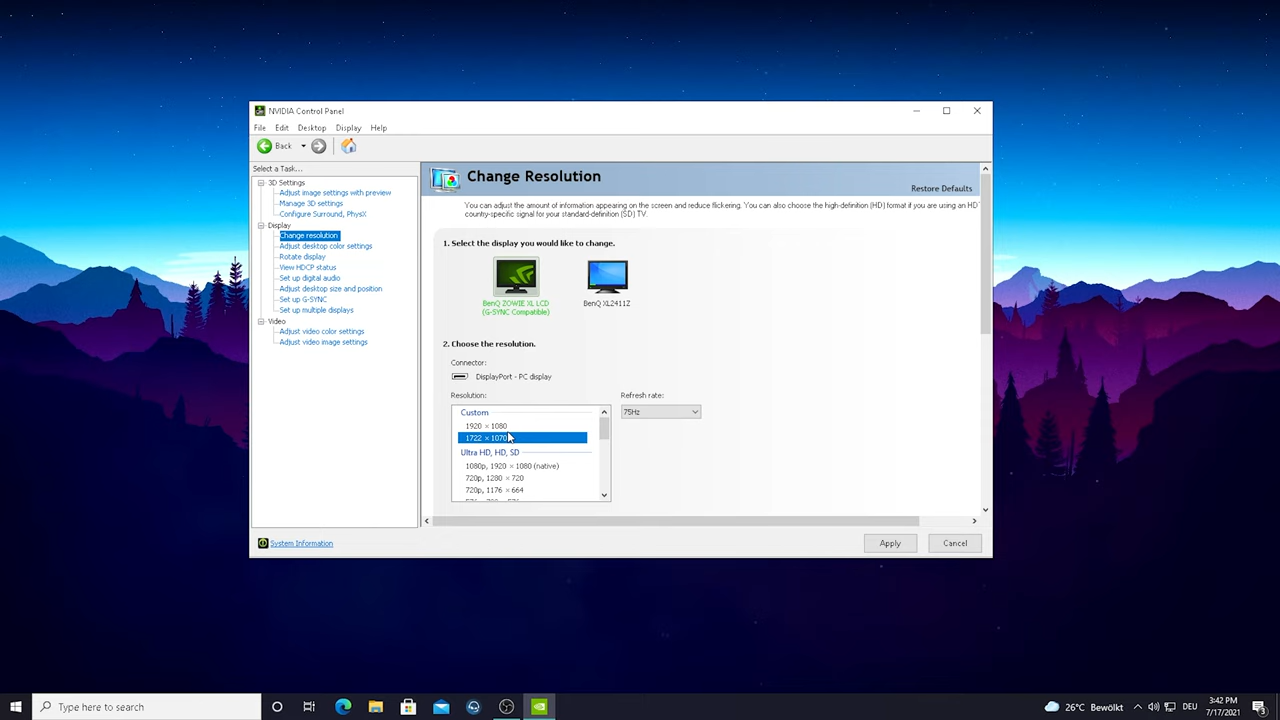 NVIDIA Control Panel
File Edit Desktop Display Help
Back
Select a Task...
3D Settings
Adjust image settings with preview
Manage 3D settings
Configure Surround, PhysX
Display
Change resolution
Adjust desktop color settings
Rotate display
View HDCP status
Set up digital audio
Adjust desktop size and position
Set up G-SYNC
Set up multiple displays
Video
Adjust video color settings
Adjust video image settings
System Information
Change Resolution
Restore Defaults
You can adjust the amount of information appearing on the screen and reduce flickering. You can also choose the high-definition (HD) format if you are using an HD
country-specific signal for your standard-definition (SD) TV.
1. Select the display you would like to change.
BenQ ZOWIE XL LCD
(G-SYNC Compatible)
BenQ XL2411Z
2. Choose the resolution.
Connector:
DisplayPort - PC display
Resolution:
Refresh rate:
75Hz
Custom
1920 × 1080
1722 × 1070
Ultra HD, HD, SD
1080p, 1920 × 1080 (native)
720p, 1280 × 720
720p, 1176 × 664
Apply
Cancel
Type here to search
26°C Bewölkt
DEU
3:42 PM
7/17/2021